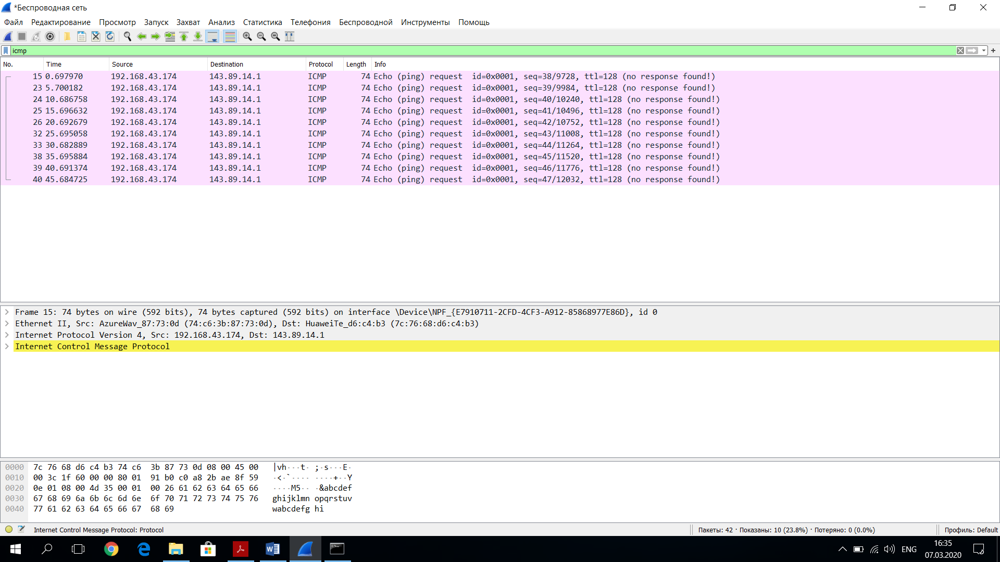 *Беспроводная сеть
Файл Редактирование Просмотр Запуск Захват Анализ Статистика Телефония Беспроводной Инструменты Помощь
icmp
No. Time Source Destination Protocol Length Info
15 0.697970 192.168.43.174 143.89.14.1 ICMP 74 Echo (ping) request id=0x0001, seq=38/9728, ttl=128 (no response found!)
23 5.700182 192.168.43.174 143.89.14.1 ICMP 74 Echo (ping) request id=0x0001, seq=39/9984, ttl=128 (no response found!)
24 10.686758 192.168.43.174 143.89.14.1 ICMP 74 Echo (ping) request id=0x0001, seq=40/10240, ttl=128 (no response found!)
25 15.696632 192.168.43.174 143.89.14.1 ICMP 74 Echo (ping) request id=0x0001, seq=41/10496, ttl=128 (no response found!)
26 20.692679 192.168.43.174 143.89.14.1 ICMP 74 Echo (ping) request id=0x0001, seq=42/10752, ttl=128 (no response found!)
32 25.695058 192.168.43.174 143.89.14.1 ICMP 74 Echo (ping) request id=0x0001, seq=43/11008, ttl=128 (no response found!)
33 30.682889 192.168.43.174 143.89.14.1 ICMP 74 Echo (ping) request id=0x0001, seq=44/11264, ttl=128 (no response found!)
38 35.695884 192.168.43.174 143.89.14.1 ICMP 74 Echo (ping) request id=0x0001, seq=45/11520, ttl=128 (no response found!)
39 40.691374 192.168.43.174 143.89.14.1 ICMP 74 Echo (ping) request id=0x0001, seq=46/11776, ttl=128 (no response found!)
40 45.684725 192.168.43.174 143.89.14.1 ICMP 74 Echo (ping) request id=0x0001, seq=47/12032, ttl=128 (no response found!)
Frame 15: 74 bytes on wire (592 bits), 74 bytes captured (592 bits) on interface \Device\NPF_{E7910711-2CFD-4CF3-A912-85868977E86D}, id 0
Ethernet II, Src: AzureWav_87:73:0d (74:c6:3b:87:73:0d), Dst: HuaweiTe_d6:c4:b3 (7c:76:68:d6:c4:b3)
Internet Protocol Version 4, Src: 192.168.43.174, Dst: 143.89.14.1
Internet Control Message Protocol
0000 7c 76 68 d6 c4 b3 74 c6 3b 87 73 0d 08 00 45 00 |vh···t· ;·s···E·
0010 00 3c 1f 60 00 00 80 01 91 b0 c0 a8 2b ae 8f 59 ·<·`···· ····+··Y
0020 0e 01 08 00 4d 35 00 01 00 26 61 62 63 64 65 66 ····M5·· ·&abcdef
0030 67 68 69 6a 6b 6c 6d 6e 6f 70 71 72 73 74 75 76 ghijklmn opqrstuv
0040 77 61 62 63 64 65 66 67 68 69 wabcdefg hi
Internet Control Message Protocol: Protocol Пакеты: 42 · Показаны: 10 (23.8%) · Потеряно: 0 (0.0%) Профиль: Default
ENG
16:35
07.03.2020